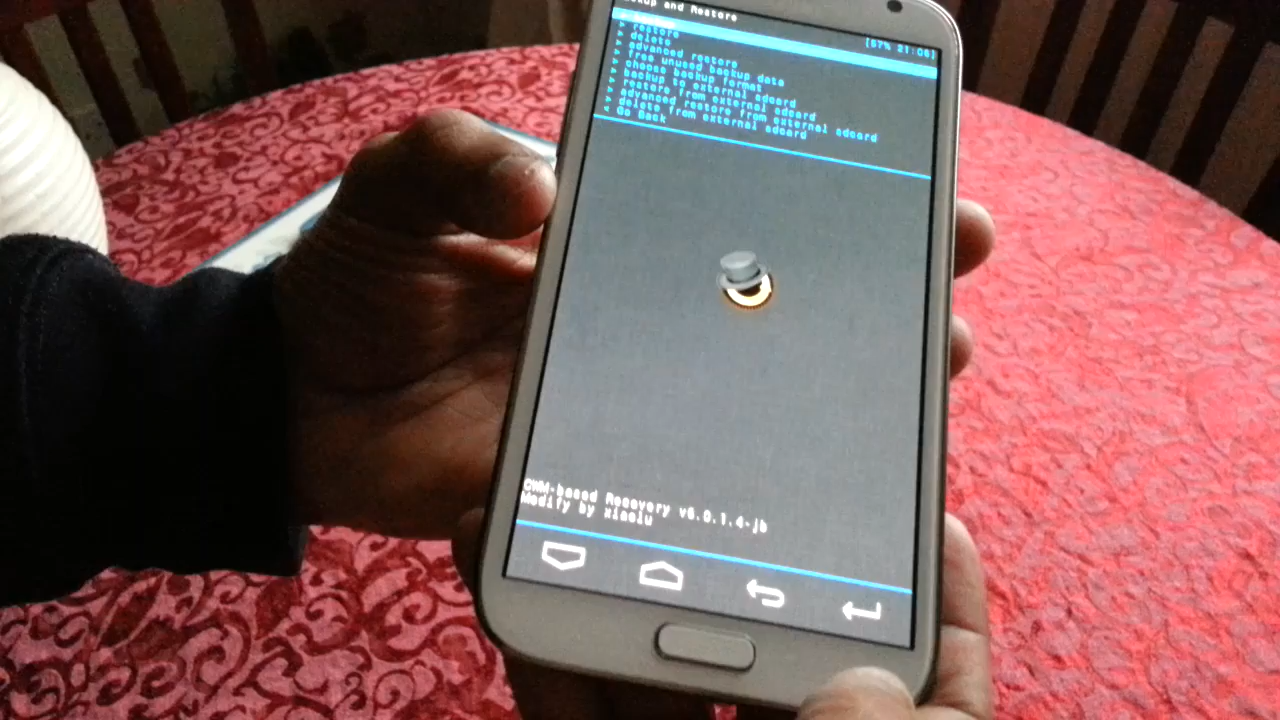 Backup and Restore
[57% 21:06]
> backup
> restore
> delete
> advanced restore
> free unused backup data
> choose backup format
> backup to external sdcard
> restore from external sdcard
> advanced restore from external sdcard
> delete from external sdcard
< Go Back
CWM-based Recovery v6.0.1.4-jb
Modify by xiaolu